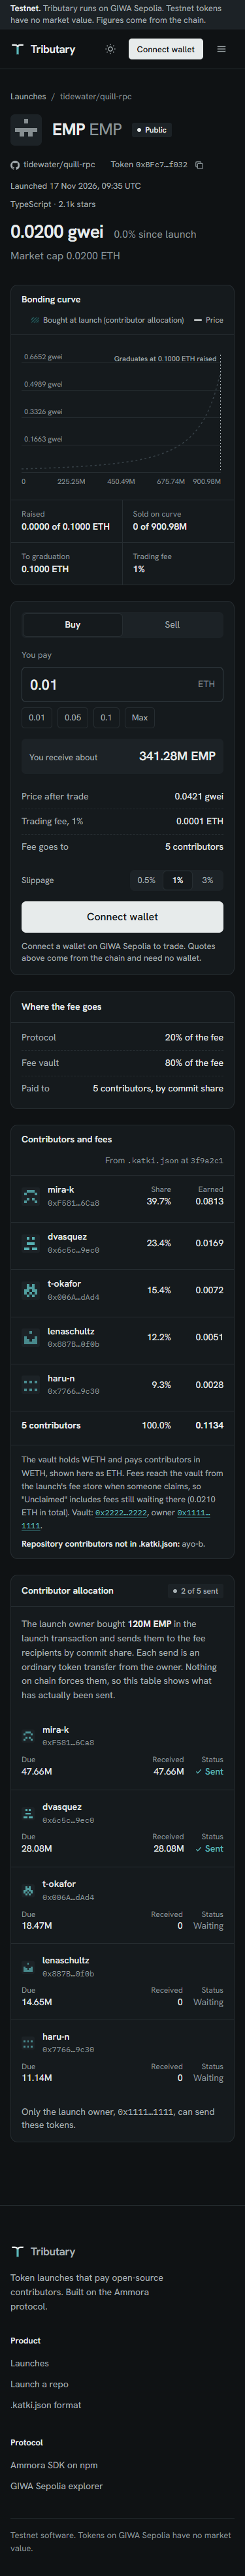 Testnet. Tributary runs on GIWA Sepolia. Testnet tokens
have no market value. Figures come from the chain.
Tributary
Connect wallet
Launches / tidewater/quill-rpc
EMP EMP
Public
tidewater/quill-rpc
Token 0xBFc7…f032
Launched 17 Nov 2026, 09:35 UTC
TypeScript · 2.1k stars
0.0200 gwei 0.0% since launch
Market cap 0.0200 ETH
Bonding curve
Bought at launch (contributor allocation)
Price
0.6652 gwei
Graduates at 0.1000 ETH raised
0.4989 gwei
0.3326 gwei
0.1663 gwei
0 225.25M 450.49M 675.74M 900.98M
Raised
0.0000 of 0.1000 ETH
Sold on curve
0 of 900.98M
To graduation
0.1000 ETH
Trading fee
1%
Buy
Sell
You pay
0.01
ETH
0.01 0.05 0.1 Max
You receive about
341.28M EMP
Price after trade 0.0421 gwei
Trading fee, 1% 0.0001 ETH
Fee goes to 5 contributors
Slippage 0.5% 1% 3%
Connect wallet
Connect a wallet on GIWA Sepolia to trade. Quotes
above come from the chain and need no wallet.
Where the fee goes
Protocol 20% of the fee
Fee vault 80% of the fee
Paid to 5 contributors, by commit share
Contributors and fees
From .katki.json at 3f9a2c1
mira-k
0xF581…6Ca8
Share
39.7%
Earned
0.0813
dvasquez
0x6c5c…9ec0
23.4% 0.0169
t-okafor
0x006A…dAd4
15.4% 0.0072
lenaschultz
0x887B…0f0b
12.2% 0.0051
haru-n
0x7766…9c30
9.3% 0.0028
5 contributors 100.0% 0.1134
The vault holds WETH and pays contributors in
WETH, shown here as ETH. Fees reach the vault from
the launch's fee store when someone claims, so
"Unclaimed" includes fees still waiting there (0.0210
ETH in total). Vault: 0x2222…2222, owner 0x1111…
1111.
Repository contributors not in .katki.json: ayo-b.
Contributor allocation
2 of 5 sent
The launch owner bought 120M EMP in the
launch transaction and sends them to the fee
recipients by commit share. Each send is an
ordinary token transfer from the owner. Nothing
on chain forces them, so this table shows what
has actually been sent.
mira-k
0xF581…6Ca8
Due Received Status
47.66M 47.66M Sent
dvasquez
0x6c5c…9ec0
Due Received Status
28.08M 28.08M Sent
t-okafor
0x006A…dAd4
Due Received Status
18.47M 0 Waiting
lenaschultz
0x887B…0f0b
Due Received Status
14.65M 0 Waiting
haru-n
0x7766…9c30
Due Received Status
11.14M 0 Waiting
Only the launch owner, 0x1111…1111, can send
these tokens.
Tributary
Token launches that pay open-source
contributors. Built on the Ammora
protocol.
Product
Launches
Launch a repo
.katki.json format
Protocol
Ammora SDK on npm
GIWA Sepolia explorer
Testnet software. Tokens on GIWA Sepolia have no market
value.